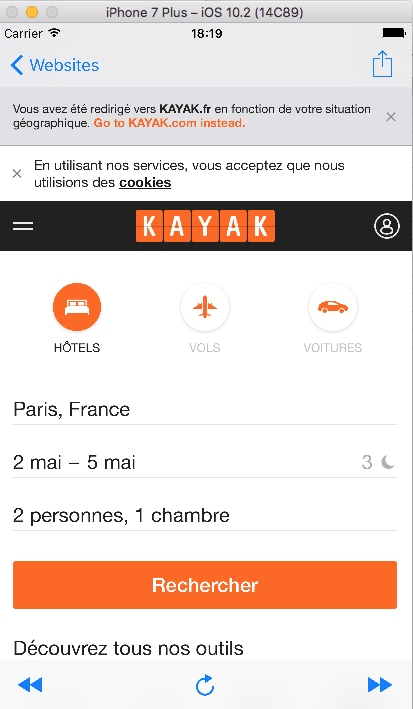 iPhone 7 Plus – iOS 10.2 (14C89)
Carrier 18:19
Websites
Vous avez été redirigé vers KAYAK.fr en fonction de votre situation
géographique. Go to KAYAK.com instead.
En utilisant nos services, vous acceptez que nous
utilisions des cookies
KAYAK
HÔTELS VOLS VOITURES
Paris, France
2 mai – 5 mai 3
2 personnes, 1 chambre
Rechercher
Découvrez tous nos outils